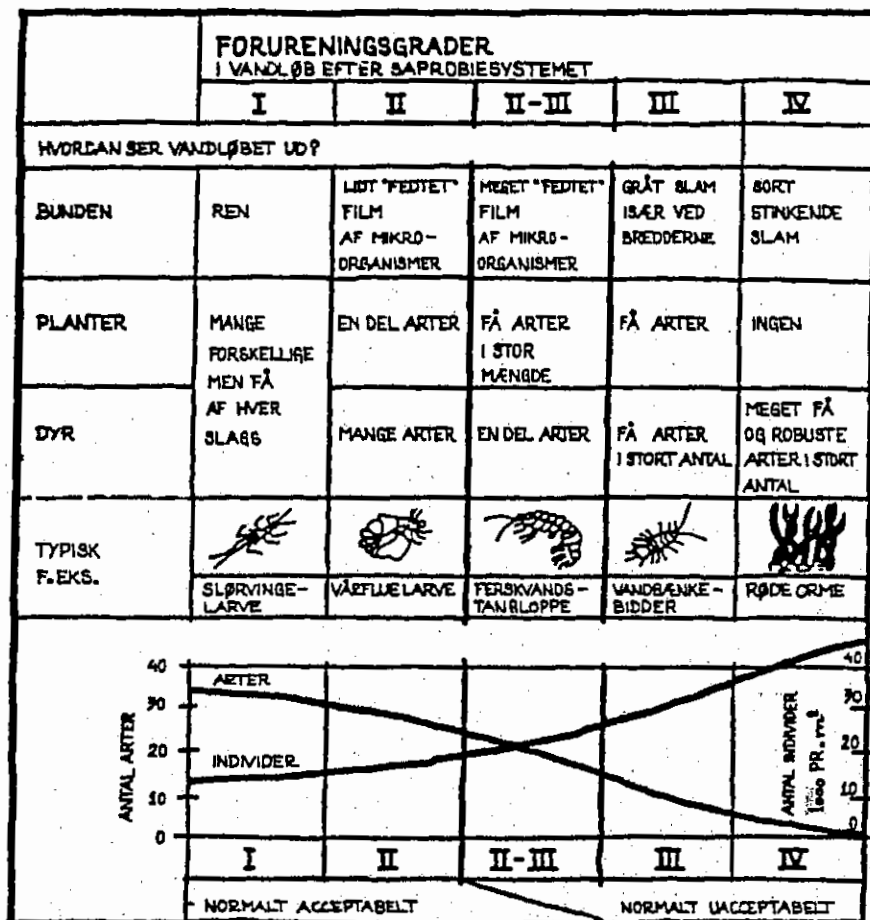 FORURENINGSGRADER
I VANDLØB EFTER SAPROBIESYSTEMET
I II II-III III IV
HVORDAN SER VANDLØBET UD?
BUNDEN
REN
LIDT "FEDTET"
FILM
AF MIKRO-
ORGANISMER
MEGET "FEDTET"
FILM
AF MIKRO-
ORGANISMER
GRÅT SLAM
ISÆR VED
BREDDERNE
SORT
STINKENDE
SLAM
PLANTER
MANGE
FORSKELLIGE
MEN FÅ
AF HVER
SLAGS
EN DEL ARTER
FÅ ARTER
I STOR
MÆNGDE
FÅ ARTER
INGEN
DYR
MANGE ARTER
EN DEL ARTER
FÅ ARTER
I STORT ANTAL
MEGET FÅ
OG ROBUSTE
ARTER I STORT
ANTAL
TYPISK
F.EKS.
SLØRVINGE-
LARVE
VÅRFLUELARVE
FERSKVANDS-
TANGLOPPE
VANDBÆNKE-
BIDDER
RØDE ORME
ANTAL ARTER
40
30
20
10
0
ARTER
INDIVIDER
ANTAL INDIVIDER
1000 PR. m²
40
30
20
10
0
I II II-III III IV
NORMALT ACCEPTABELT
NORMALT UACCEPTABELT